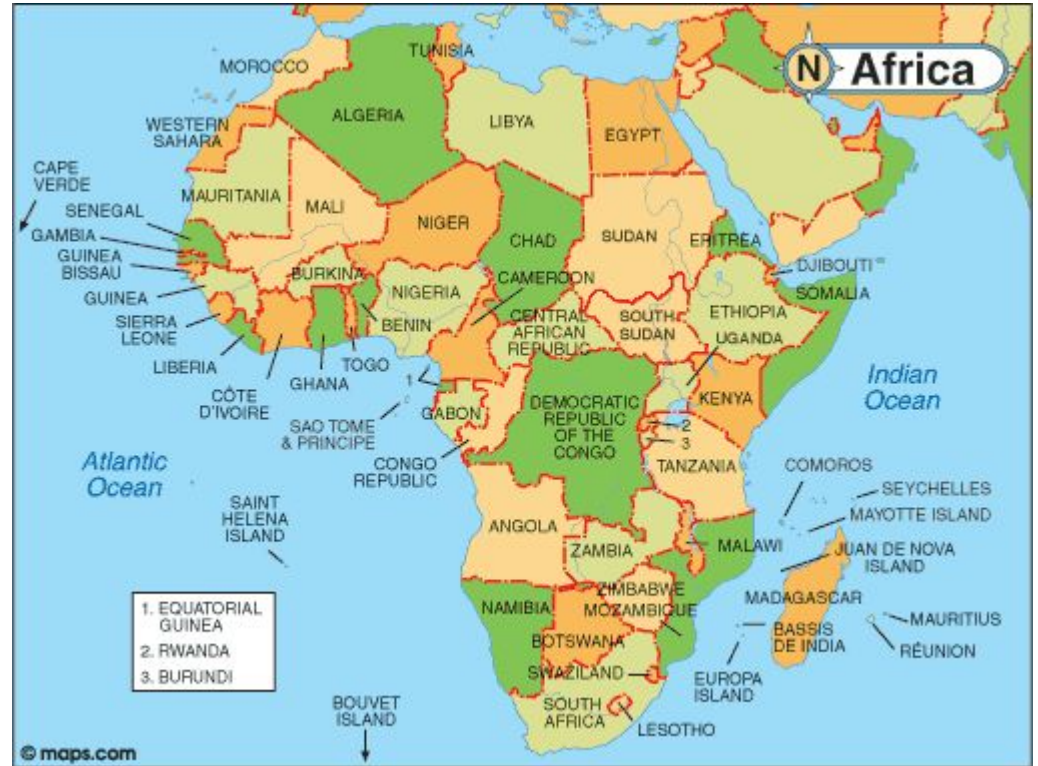 N Africa
TUNISIA
MOROCCO
ALGERIA
LIBYA
EGYPT
WESTERN
SAHARA
CAPE
VERDE
MAURITANIA
MALI
NIGER
CHAD
SUDAN
ERITREA
SENEGAL
GAMBIA
GUINEA
BISSAU
GUINEA
SIERRA
LEONE
LIBERIA
CÔTE
D'IVOIRE
BURKINA
GHANA
TOGO
BENIN
NIGERIA
CAMEROON
CENTRAL
AFRICAN
REPUBLIC
SOUTH
SUDAN
ETHIOPIA
DJIBOUTI
SOMALIA
UGANDA
KENYA
Indian
Ocean
1
SAO TOME
& PRINCIPE
GABON
CONGO
REPUBLIC
DEMOCRATIC
REPUBLIC
OF THE
CONGO
2
3
TANZANIA
Atlantic
Ocean
SAINT
HELENA
ISLAND
COMOROS
SEYCHELLES
MAYOTTE ISLAND
JUAN DE NOVA
ISLAND
ANGOLA
ZAMBIA
MALAWI
ZIMBABWE
MOZAMBIQUE
MADAGASCAR
MAURITIUS
RÉUNION
BASSIS
DE INDIA
EUROPA
ISLAND
NAMIBIA
BOTSWANA
SWAZILAND
SOUTH
AFRICA
LESOTHO
1. EQUATORIAL
GUINEA
2. RWANDA
3. BURUNDI
BOUVET
ISLAND
© maps.com